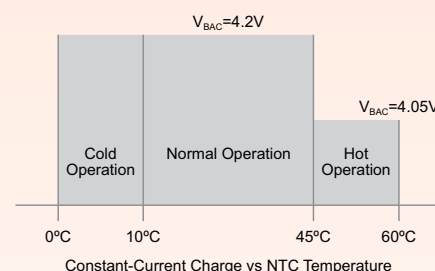 V_BAC=4.2V
V_BAC=4.05V
Cold Operation
Normal Operation
Hot Operation
0ºC 10ºC 45ºC 60ºC
Constant-Current Charge vs NTC Temperature